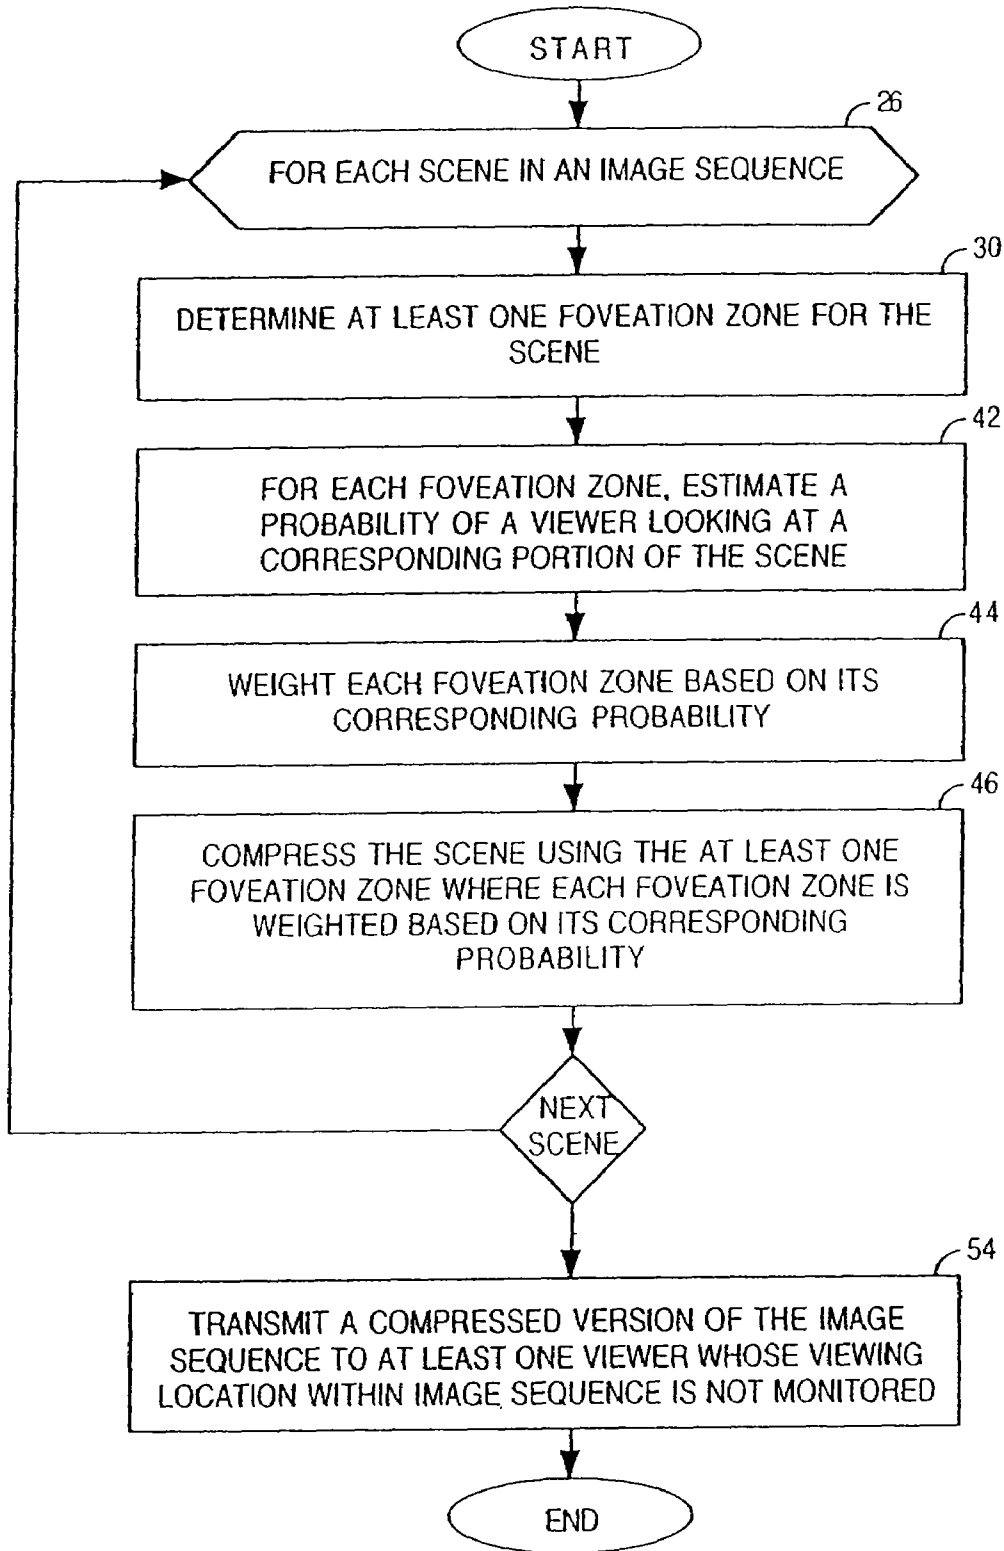 START
26
FOR EACH SCENE IN AN IMAGE SEQUENCE
30
DETERMINE AT LEAST ONE FOVEATION ZONE FOR THE
SCENE
42
FOR EACH FOVEATION ZONE, ESTIMATE A
PROBABILITY OF A VIEWER LOOKING AT A
CORRESPONDING PORTION OF THE SCENE
44
WEIGHT EACH FOVEATION ZONE BASED ON ITS
CORRESPONDING PROBABILITY
46
COMPRESS THE SCENE USING THE AT LEAST ONE
FOVEATION ZONE WHERE EACH FOVEATION ZONE IS
WEIGHTED BASED ON ITS CORRESPONDING
PROBABILITY
NEXT
SCENE
54
TRANSMIT A COMPRESSED VERSION OF THE IMAGE
SEQUENCE TO AT LEAST ONE VIEWER WHOSE VIEWING
LOCATION WITHIN IMAGE SEQUENCE IS NOT MONITORED
END